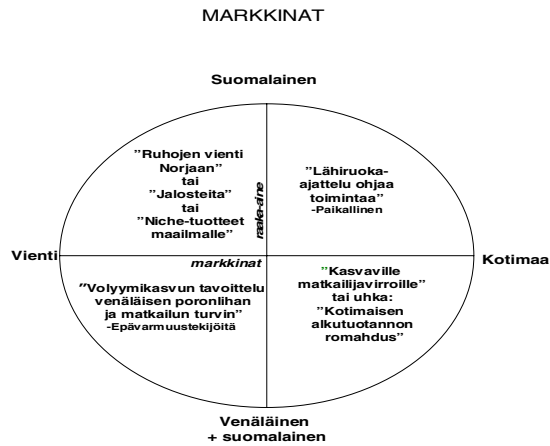 MARKKINAT
Suomalainen
”Ruhojen vienti
Norjaan”
tai
”Jalosteita”
tai
”Niche-tuotteet
maailmalle”
raaka-aine
”Lähiruoka-
ajattelu ohjaa
toimintaa”
-Paikallinen
Vienti
markkinat
Kotimaa
”Volyymikasvun tavoittelu
venäläisen poronlihan
ja matkailun turvin”
-Epävarmuustekijöitä
”Kasvaville
matkailijavirroille”
tai uhka:
”Kotimaisen
alkutuotannon
romahdus”
Venäläinen
+ suomalainen